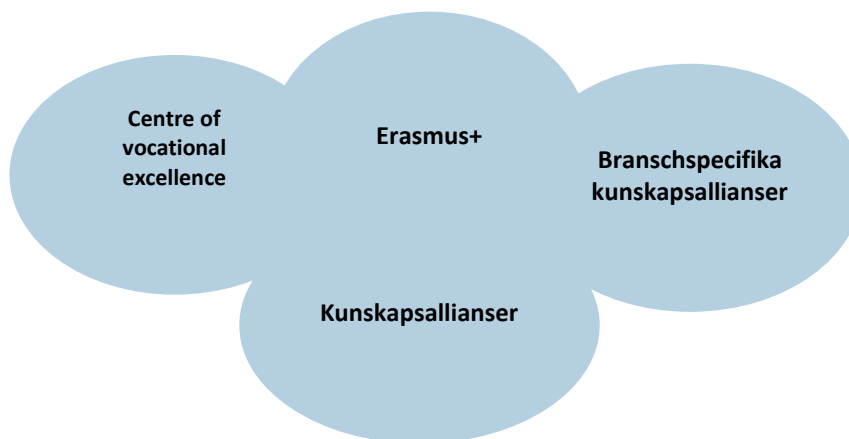 Centre of
vocational
excellence
Erasmus+
Branschspecifika
kunskapsallianser
Kunskapsallianser